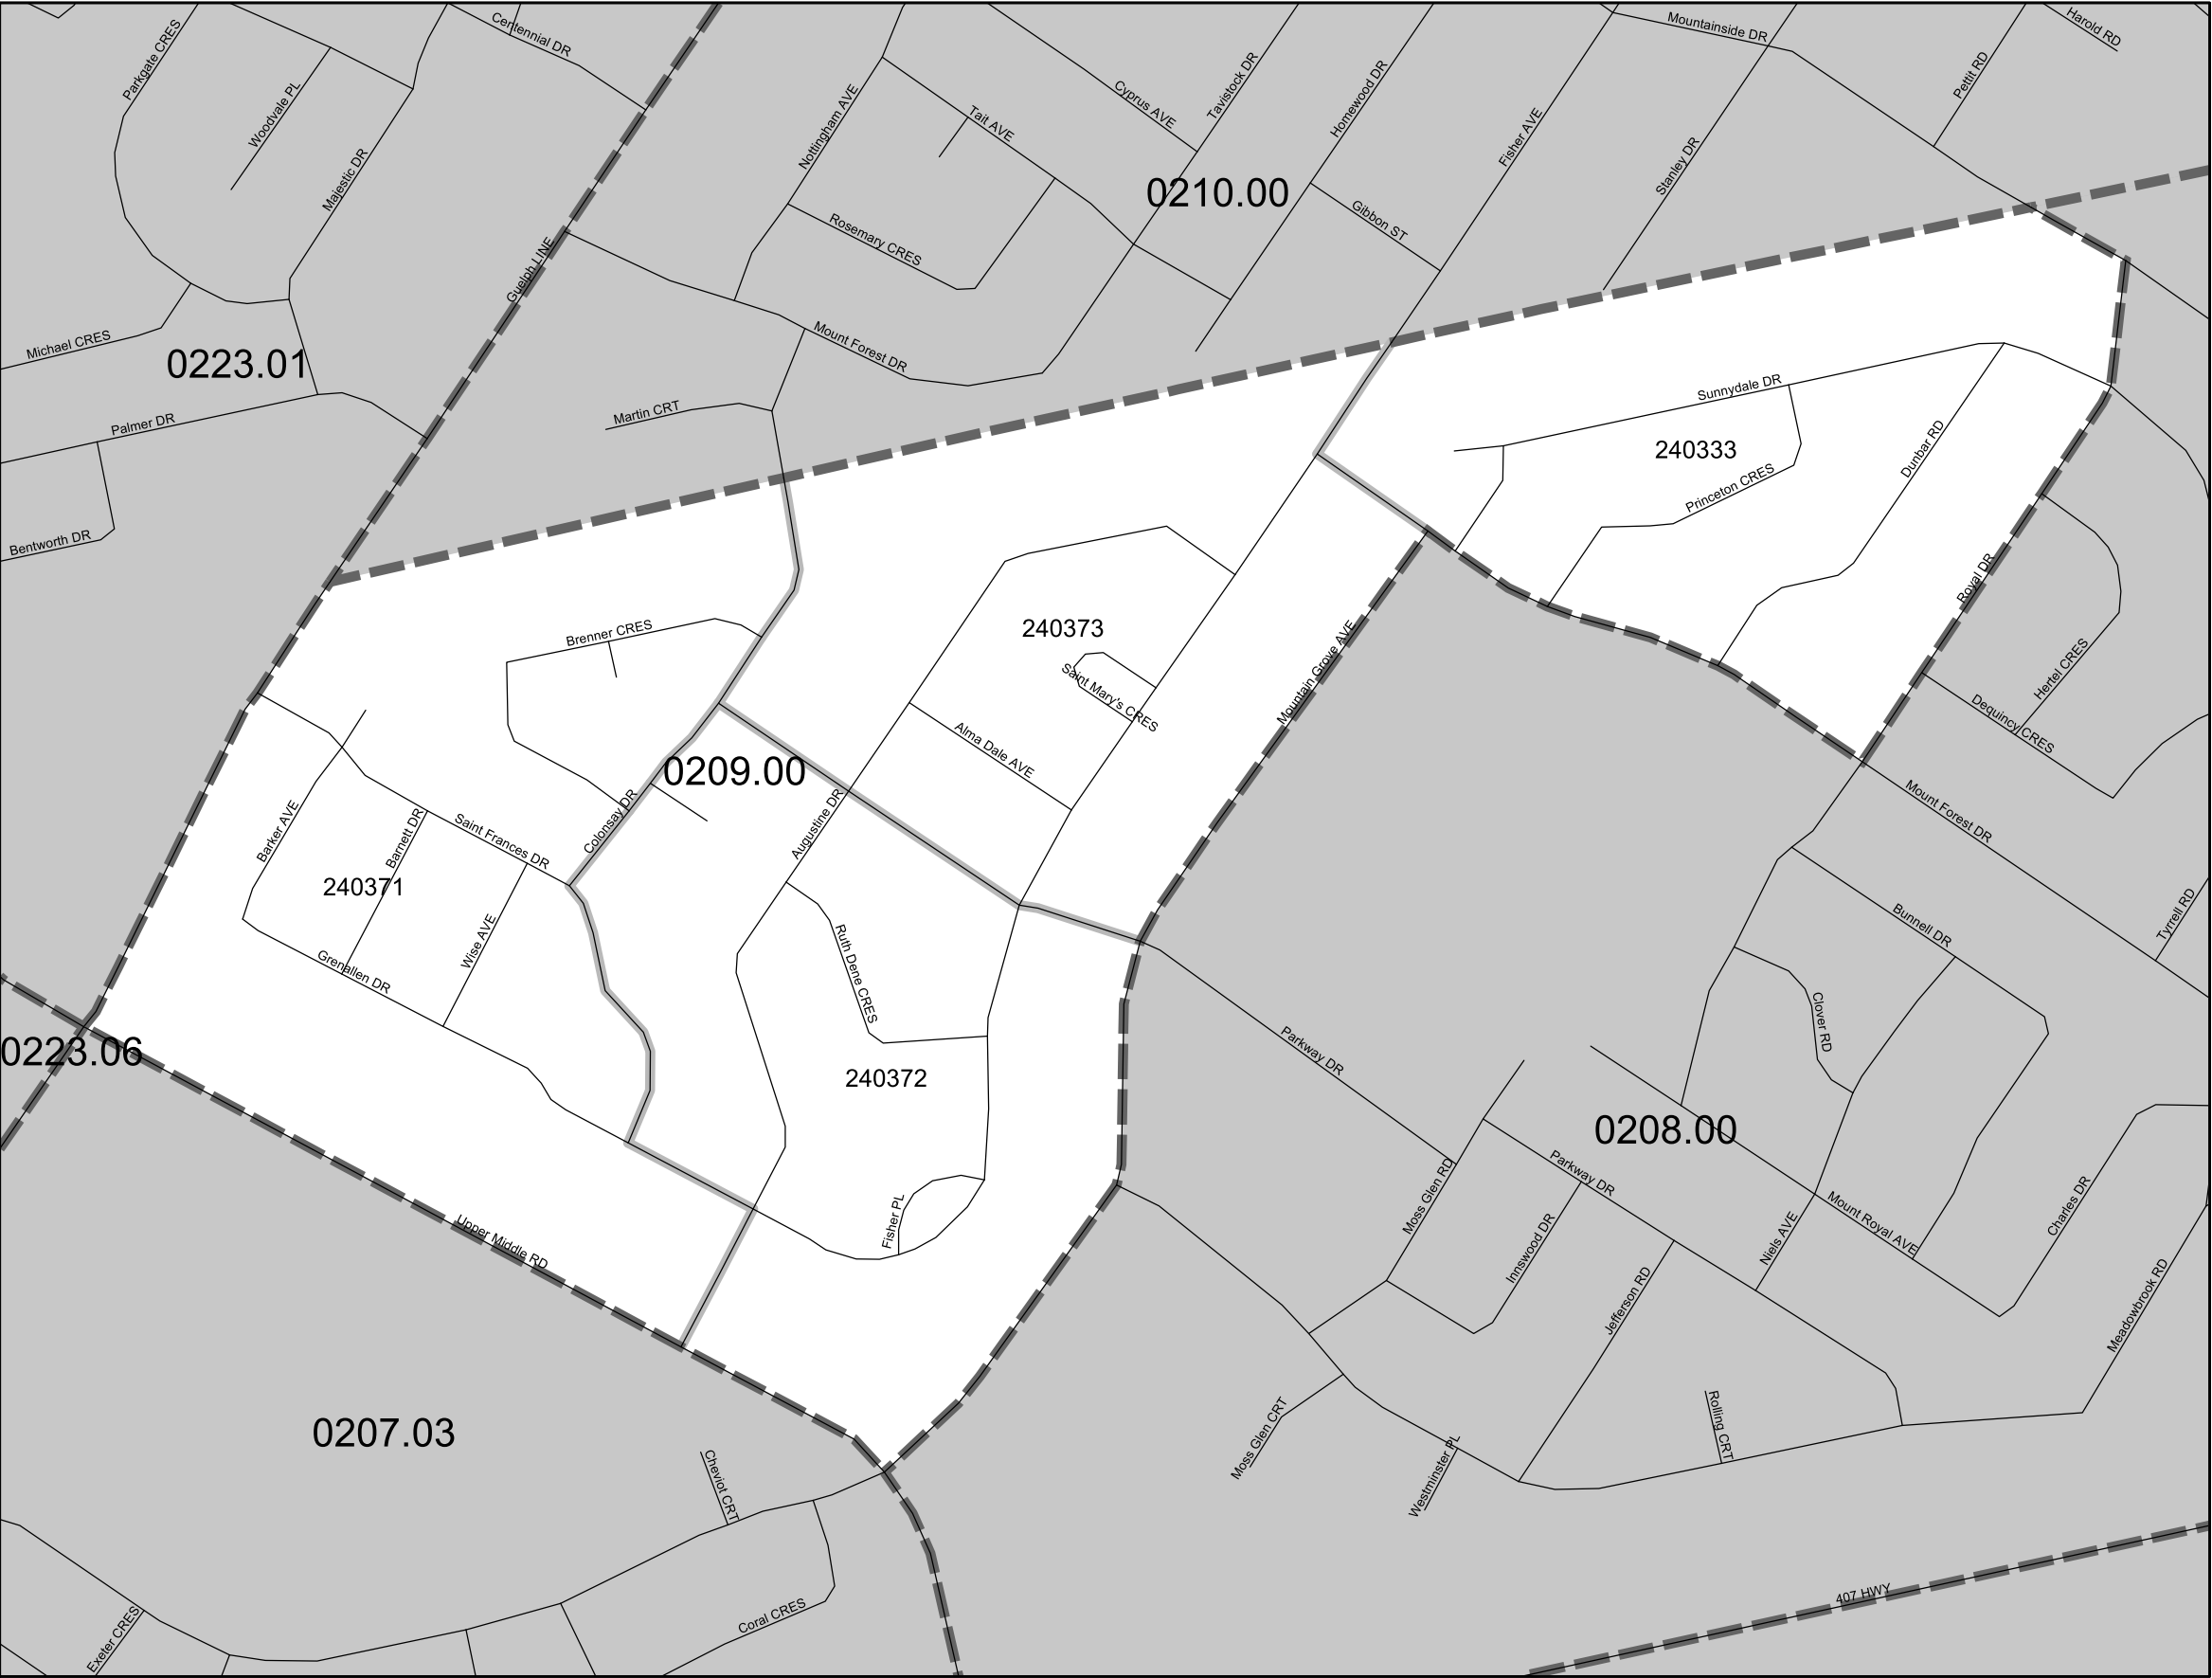 Parkgate CRES
Centennial DR
Mountainside DR
Harold RD
Woodvale PL
Majestic DR
Nottingham AVE
Tait AVE
Cyprus AVE
Tavistock DR
Homewood DR
Fisher AVE
Stanley DR
Pettit RD
0210.00
Gibbon ST
Rosemary CRES
Guelph LINE
Mount Forest DR
Michael CRES
0223.01
Martin CRT
Palmer DR
Bentworth DR
Sunnydale DR
240333
Princeton CRES
Dunbar RD
Royal DR
Hertel CRES
Dequincy CRES
Brenner CRES
240373
Saint Mary's CRES
Mountain Grove AVE
Alma Dale AVE
0209.00
Colonsay DR
Augustine DR
Barker AVE
Barnett DR
Saint Frances DR
240371
Wise AVE
Grenallen DR
Ruth Dene CRES
Mount Forest DR
Bunnell DR
Tyrrell RD
Clover RD
0223.06
240372
Parkway DR
0208.00
Parkway DR
Moss Glen RD
Innswood DR
Niels AVE
Mount Royal AVE
Charles DR
Fisher PL
Upper Middle RD
Jefferson RD
Meadowbrook RD
0207.03
Cheviot CRT
Moss Glen CRT
Westminster PL
Rolling CRT
Coral CRES
Exeter CRES
407 HWY